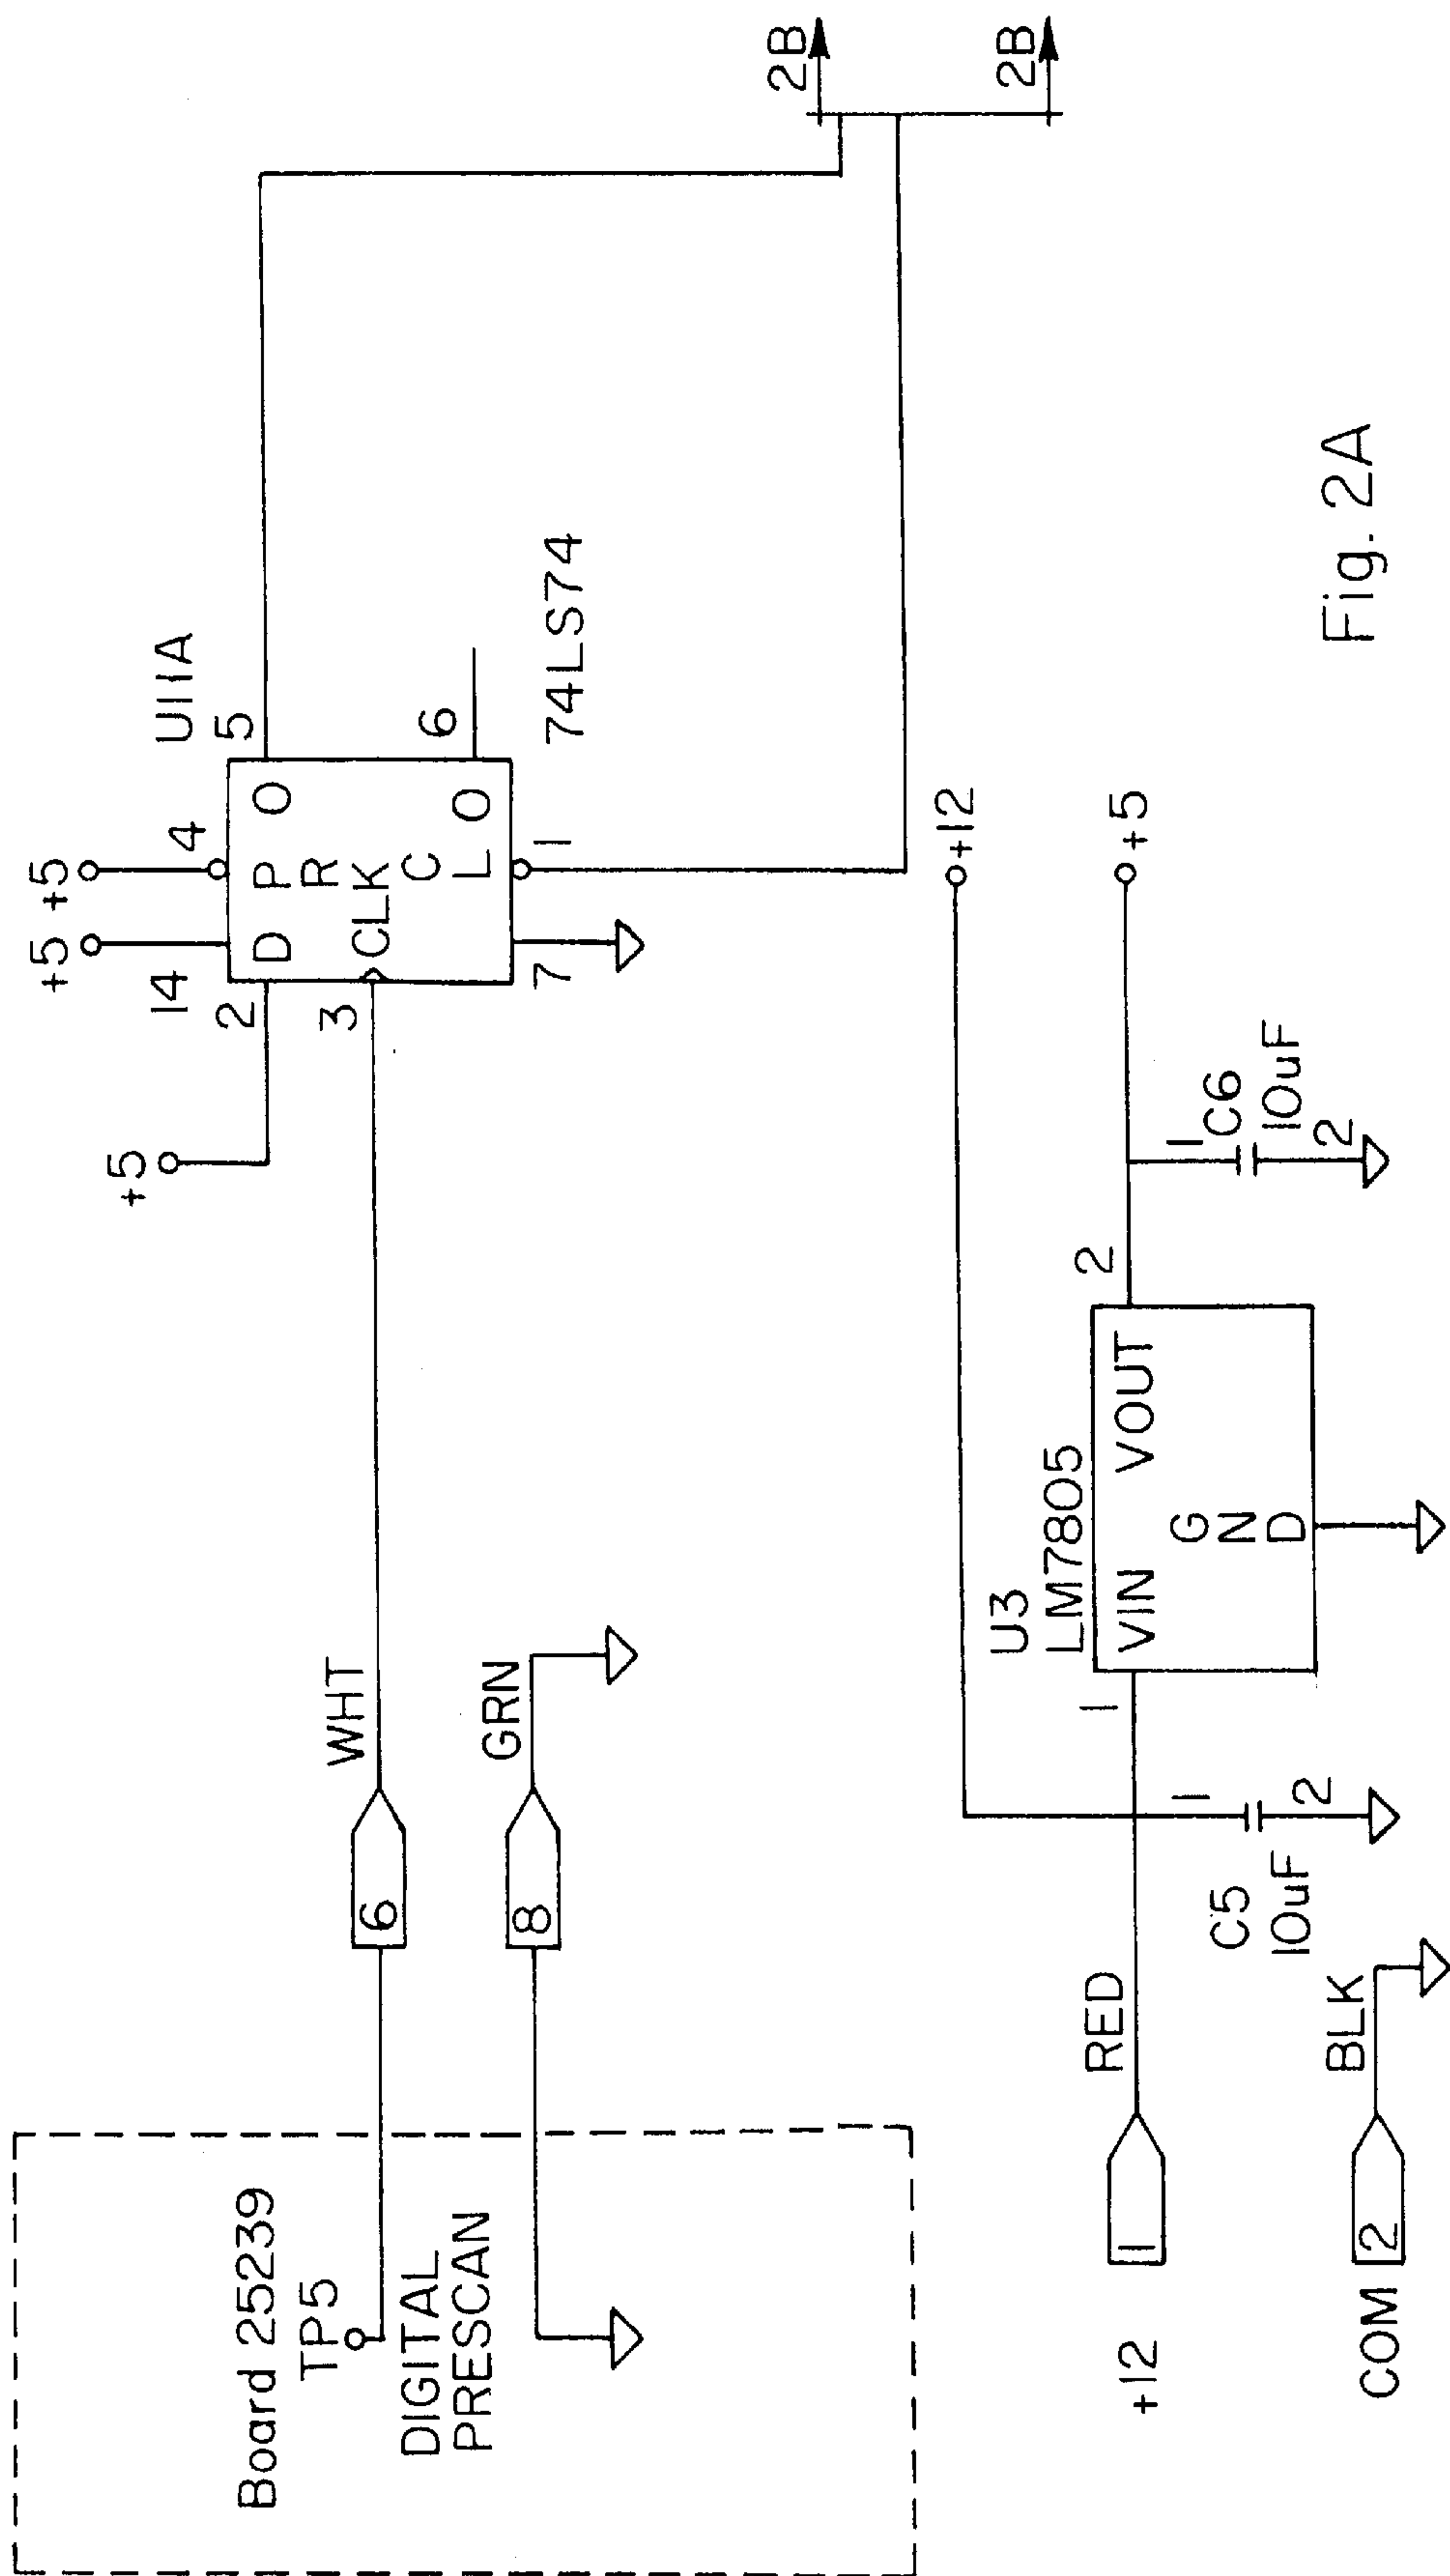 Board 25239
TP5
DIGITAL
PRESCAN
6
WHT
8
GRN
+5
+5
+5
14
4
2
3
7
1
5
6
D
P
R
CLK
C
L
O
O
U11A
74LS74
2B
2B
+12
1
RED
COM
2
BLK
C5
10uF
1
2
1
U3
LM7805
VIN
VOUT
G
N
D
2
1
C6
10uF
2
+12
+5
Fig. 2A